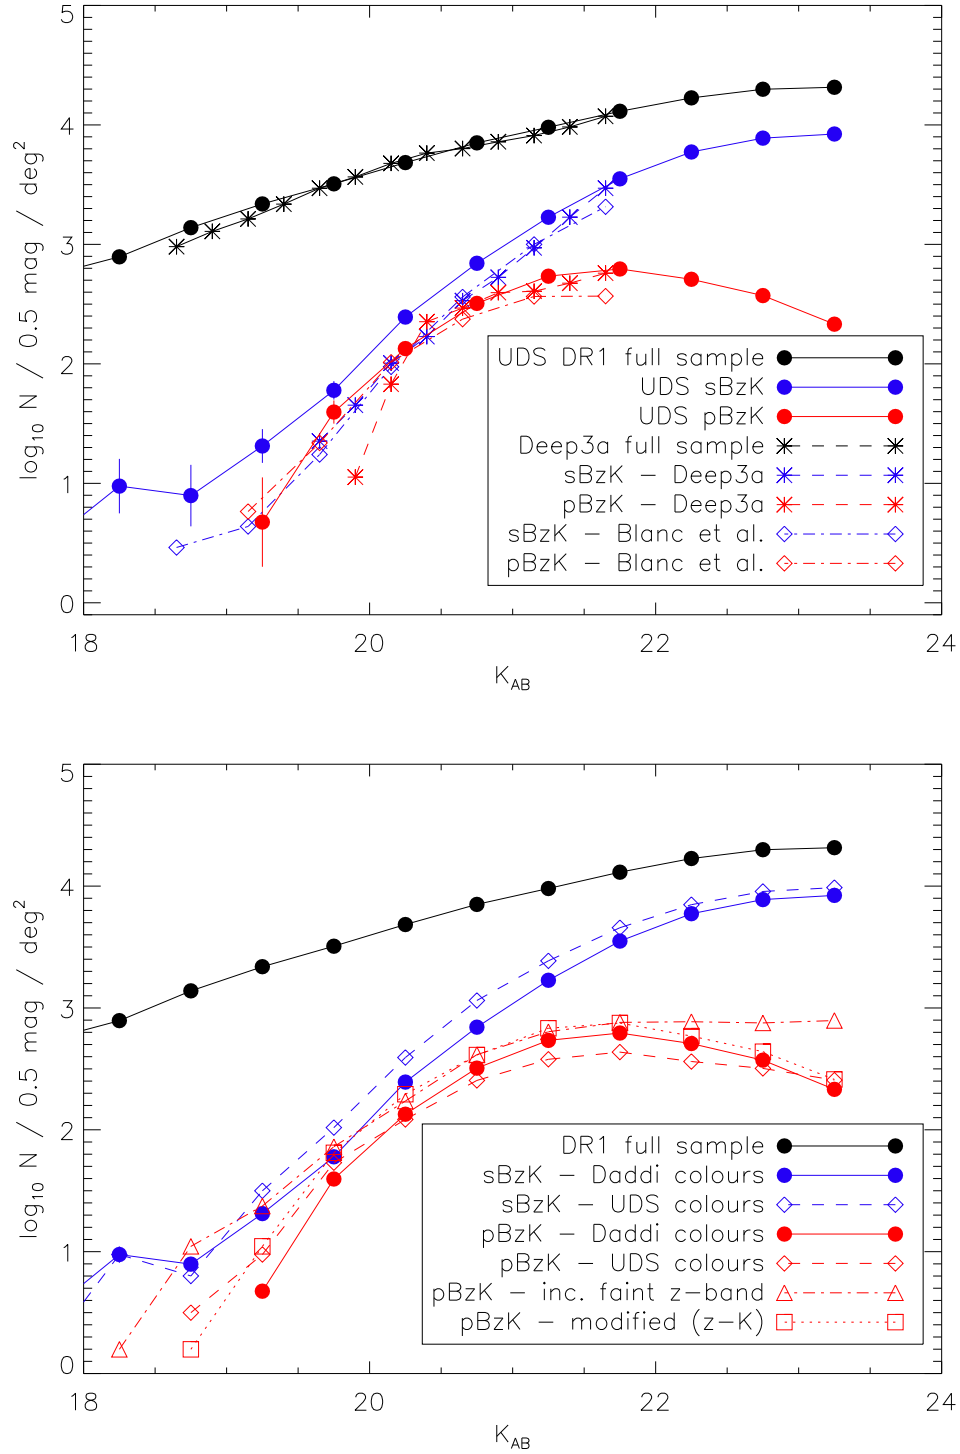 5
4
3
2
1
0
log10 N / 0.5 mag / deg2
UDS DR1 full sample
UDS sBzK
UDS pBzK
Deep3a full sample
sBzK – Deep3a
pBzK – Deep3a
sBzK – Blanc et al.
pBzK – Blanc et al.
18 20 22 24
KAB
5
4
3
2
1
0
log10 N / 0.5 mag / deg2
DR1 full sample
sBzK – Daddi colours
sBzK – UDS colours
pBzK – Daddi colours
pBzK – UDS colours
pBzK – inc. faint z–band
pBzK – modified (z–K)
18 20 22 24
KAB